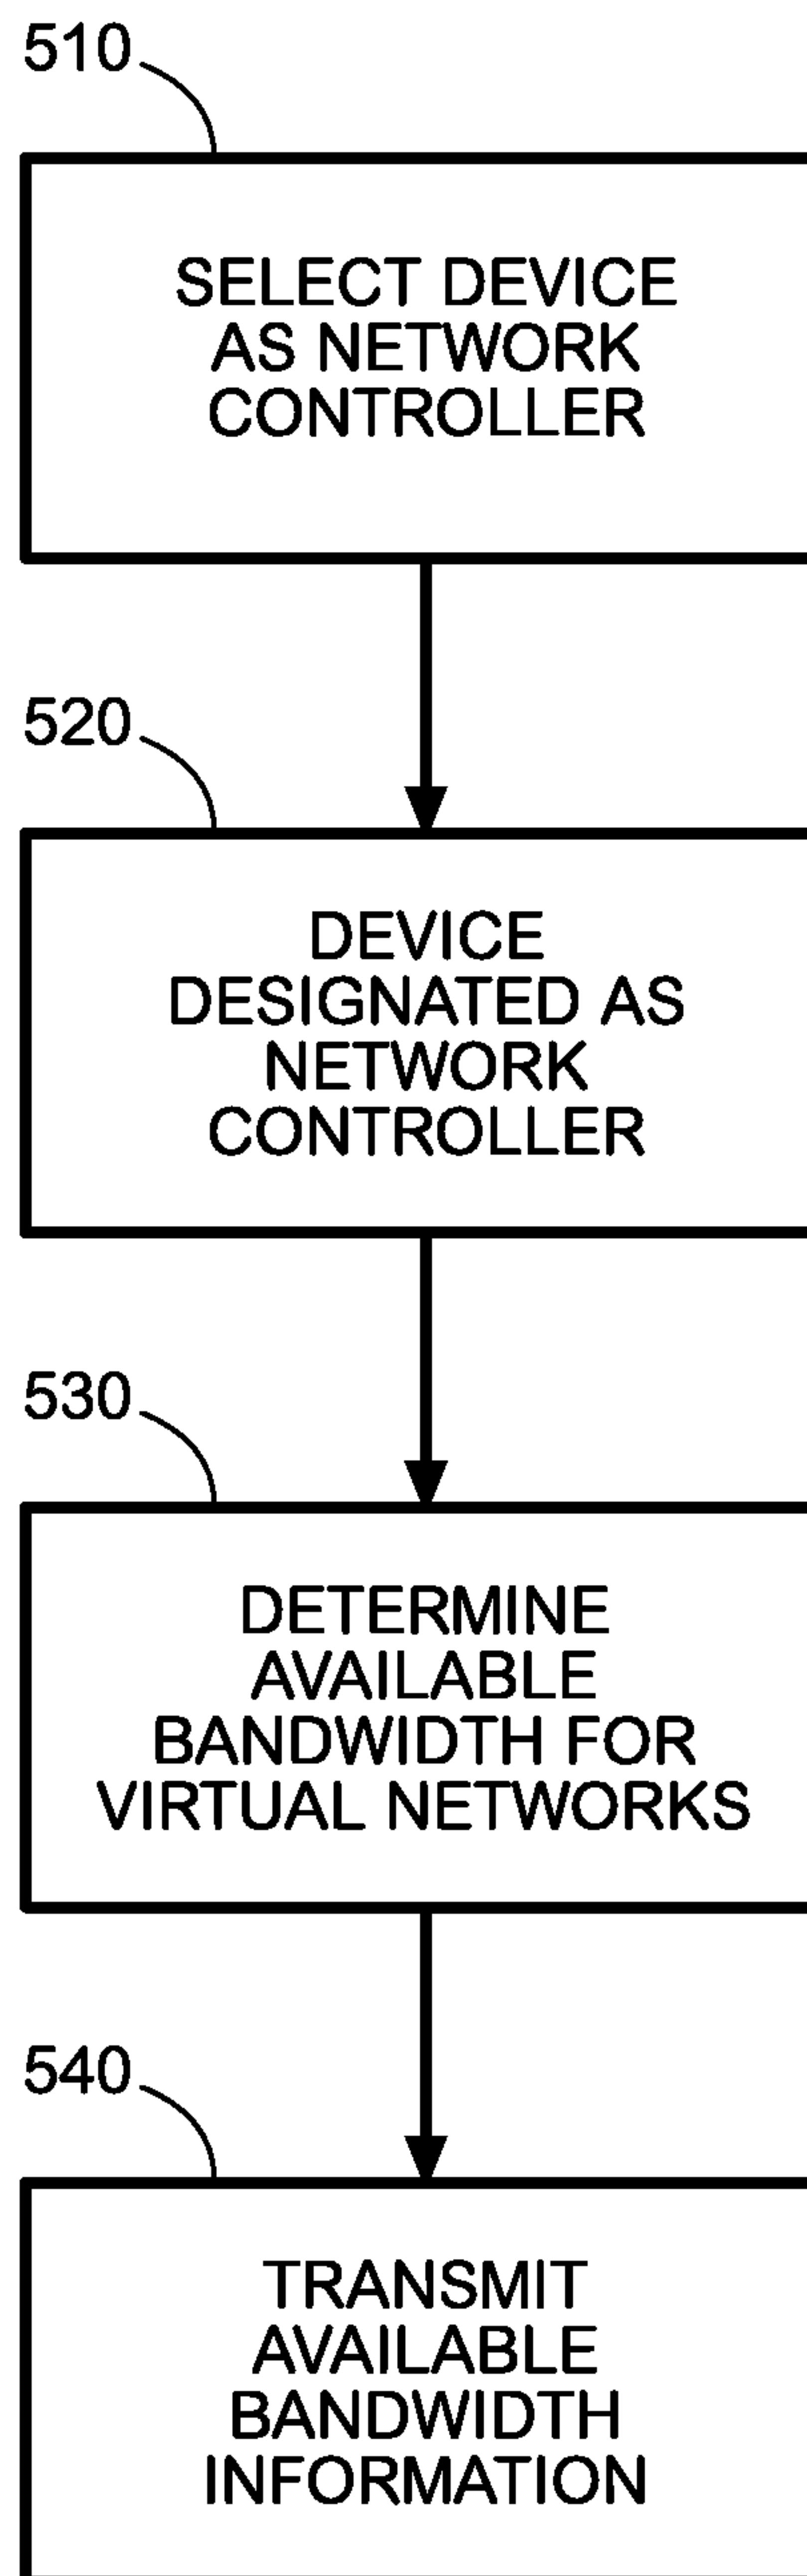 510
SELECT DEVICE
AS NETWORK
CONTROLLER
520
DEVICE
DESIGNATED AS
NETWORK
CONTROLLER
530
DETERMINE
AVAILABLE
BANDWIDTH FOR
VIRTUAL NETWORKS
540
TRANSMIT
AVAILABLE
BANDWIDTH
INFORMATION